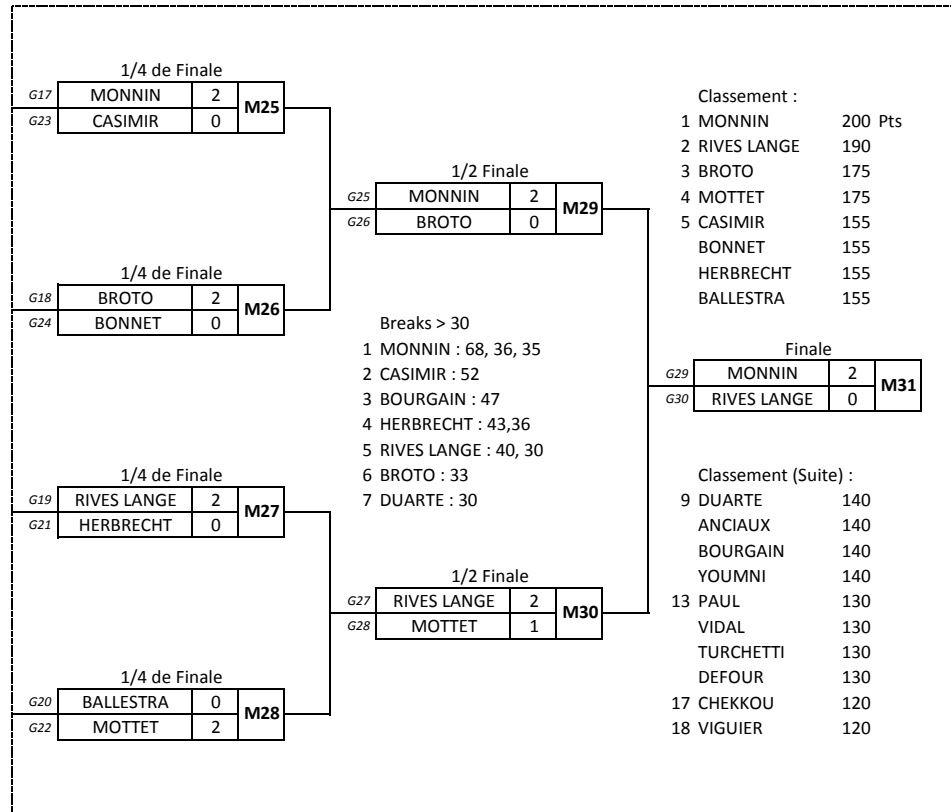 1/4 de Finale
G17 MONNIN 2 M25
G23 CASIMIR 0
1/2 Finale
G25 MONNIN 2 M29
G26 BROTO 0
1/4 de Finale
G18 BROTO 2 M26
G24 BONNET 0
Breaks > 30
1 MONNIN : 68, 36, 35
2 CASIMIR : 52
3 BOURGAIN : 47
4 HERBRECHT : 43,36
5 RIVES LANGE : 40, 30
6 BROTO : 33
7 DUARTE : 30
1/4 de Finale
G19 RIVES LANGE 2 M27
G21 HERBRECHT 0
1/2 Finale
G27 RIVES LANGE 2 M30
G28 MOTTET 1
1/4 de Finale
G20 BALLESTRA 0 M28
G22 MOTTET 2
Classement :
1 MONNIN 200 Pts
2 RIVES LANGE 190
3 BROTO 175
4 MOTTET 175
5 CASIMIR 155
BONNET 155
HERBRECHT 155
BALLESTRA 155
Finale
G29 MONNIN 2 M31
G30 RIVES LANGE 0
Classement (Suite) :
9 DUARTE 140
ANCIAUX 140
BOURGAIN 140
YOUMNI 140
13 PAUL 130
VIDAL 130
TURCHETTI 130
DEFOUR 130
17 CHEKKOU 120
18 VIGUIER 120